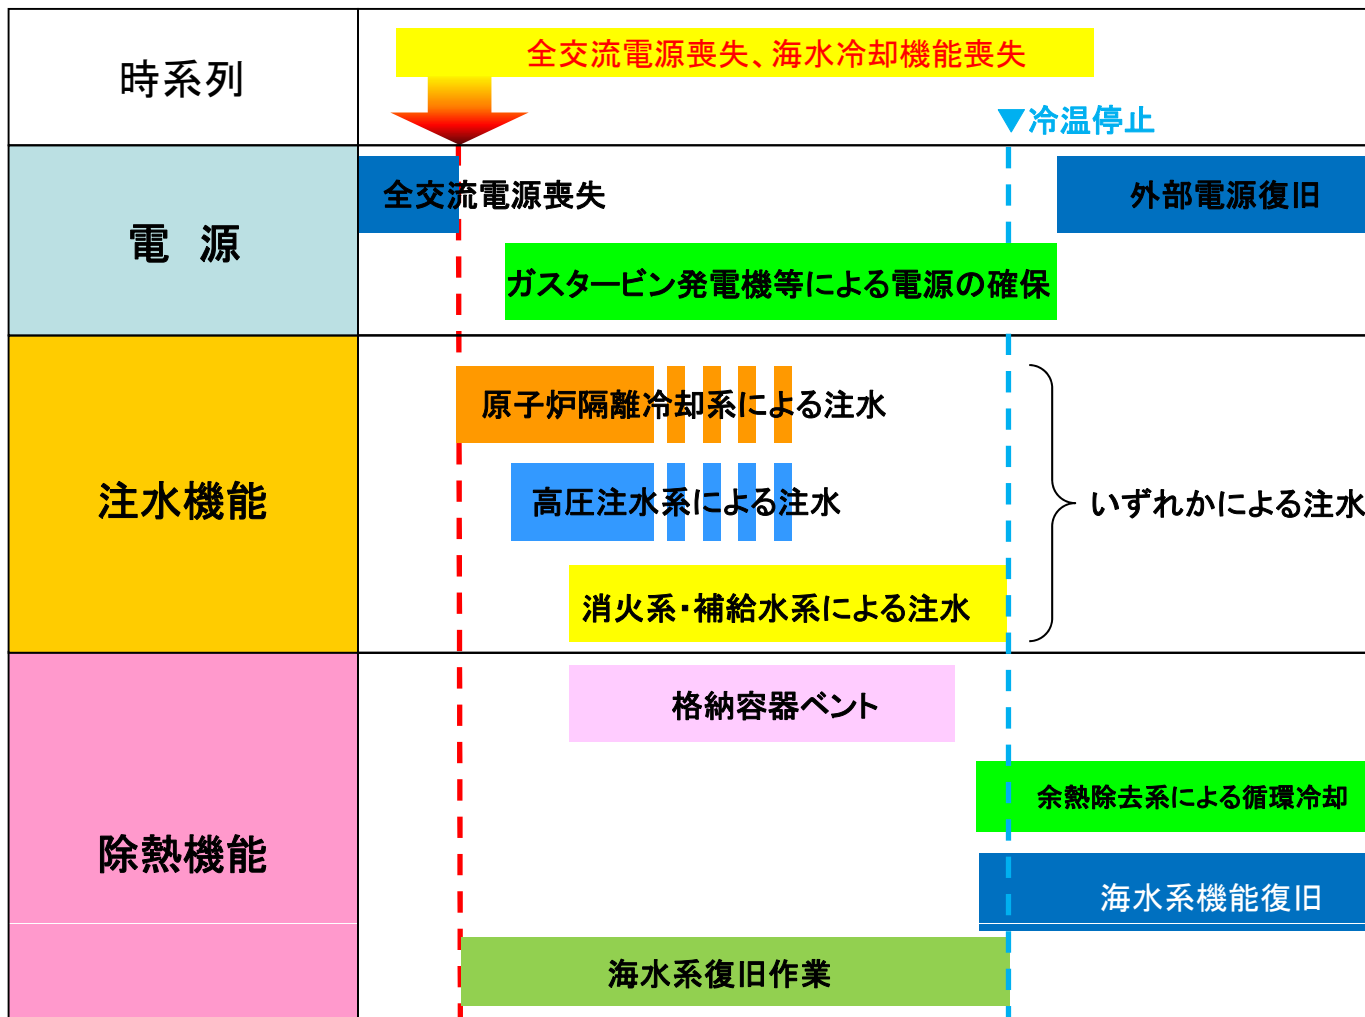 時系列
全交流電源喪失、海水冷却機能喪失
▼冷温停止
電　源
全交流電源喪失
外部電源復旧
ガスタービン発電機等による電源の確保
注水機能
原子炉隔離冷却系による注水
高圧注水系による注水
いずれかによる注水
消火系・補給水系による注水
除熱機能
格納容器ベント
余熱除去系による循環冷却
海水系機能復旧
海水系復旧作業